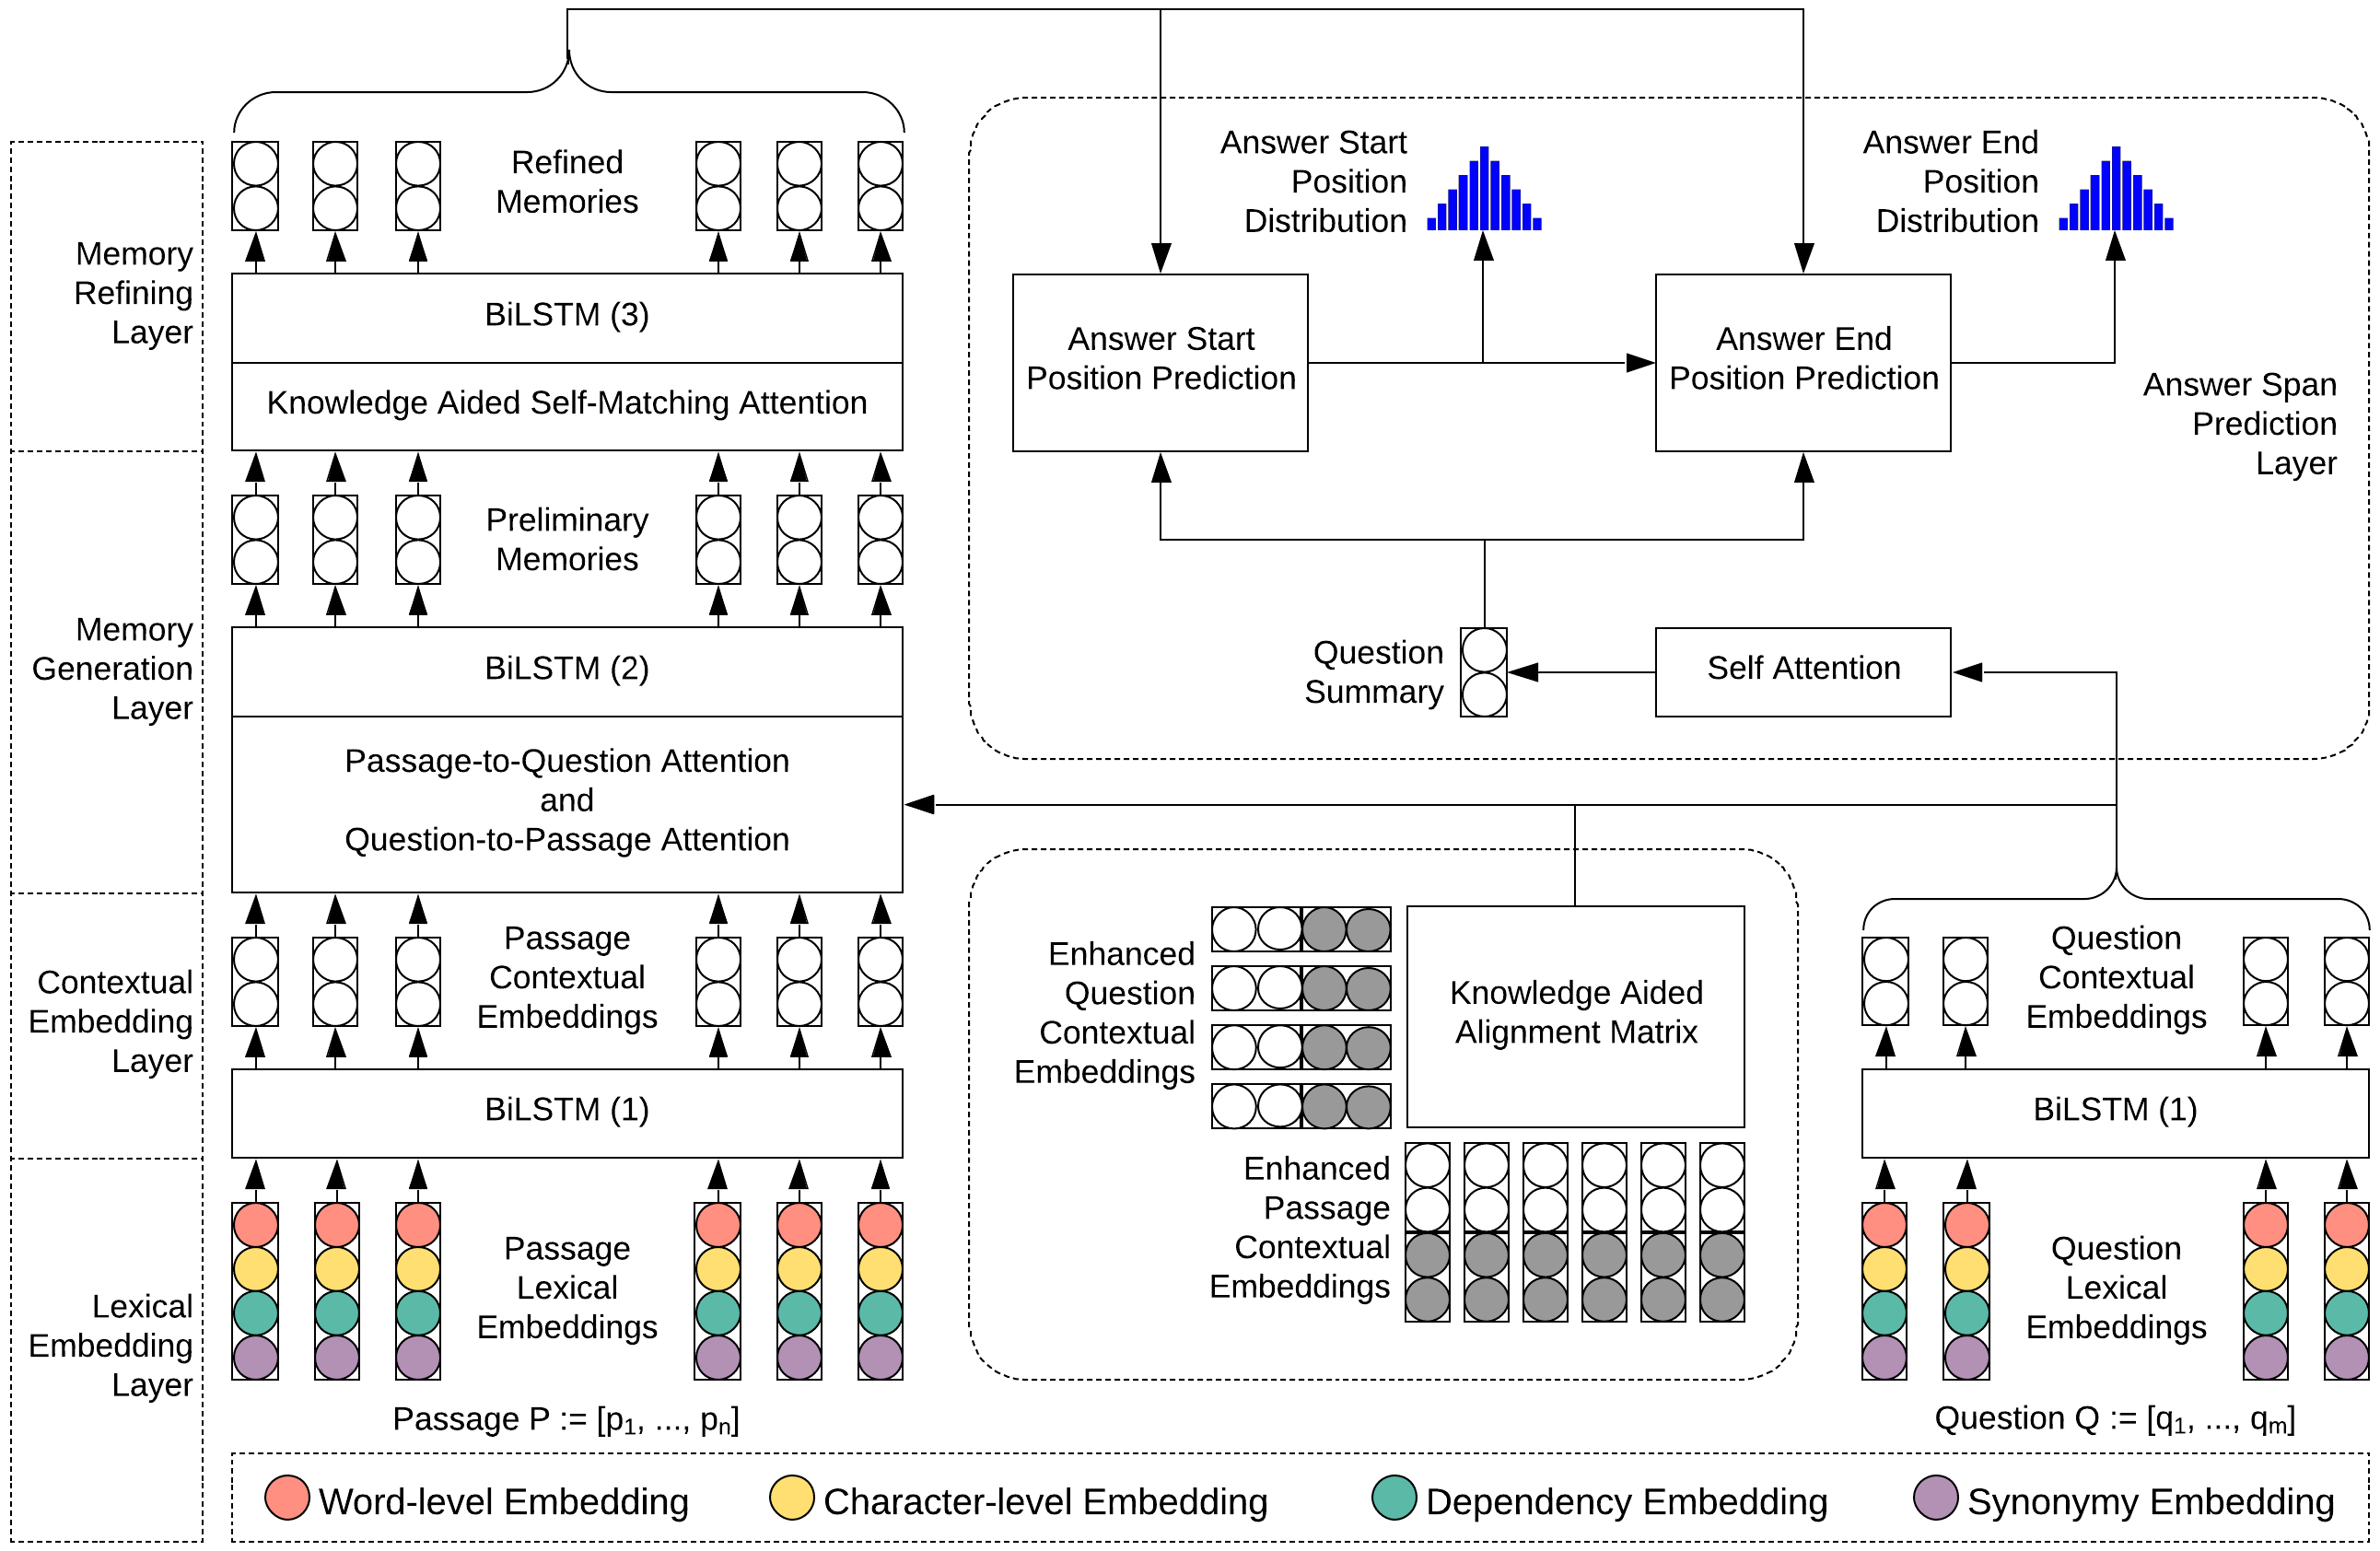 Memory
Refining
Layer
Memory
Generation
Layer
Contextual
Embedding
Layer
Lexical
Embedding
Layer
Refined
Memories
BiLSTM (3)
Knowledge Aided Self-Matching Attention
Preliminary
Memories
BiLSTM (2)
Passage-to-Question Attention
and
Question-to-Passage Attention
Passage
Contextual
Embeddings
BiLSTM (1)
Passage
Lexical
Embeddings
Passage P := [p1, ..., pn]
Answer Start
Position
Distribution
Answer End
Position
Distribution
Answer Start
Position Prediction
Answer End
Position Prediction
Answer Span
Prediction
Layer
Question
Summary
Self Attention
Enhanced
Question
Contextual
Embeddings
Knowledge Aided
Alignment Matrix
Enhanced
Passage
Contextual
Embeddings
Question
Contextual
Embeddings
BiLSTM (1)
Question
Lexical
Embeddings
Question Q := [q1, ..., qm]
Word-level Embedding
Character-level Embedding
Dependency Embedding
Synonymy Embedding